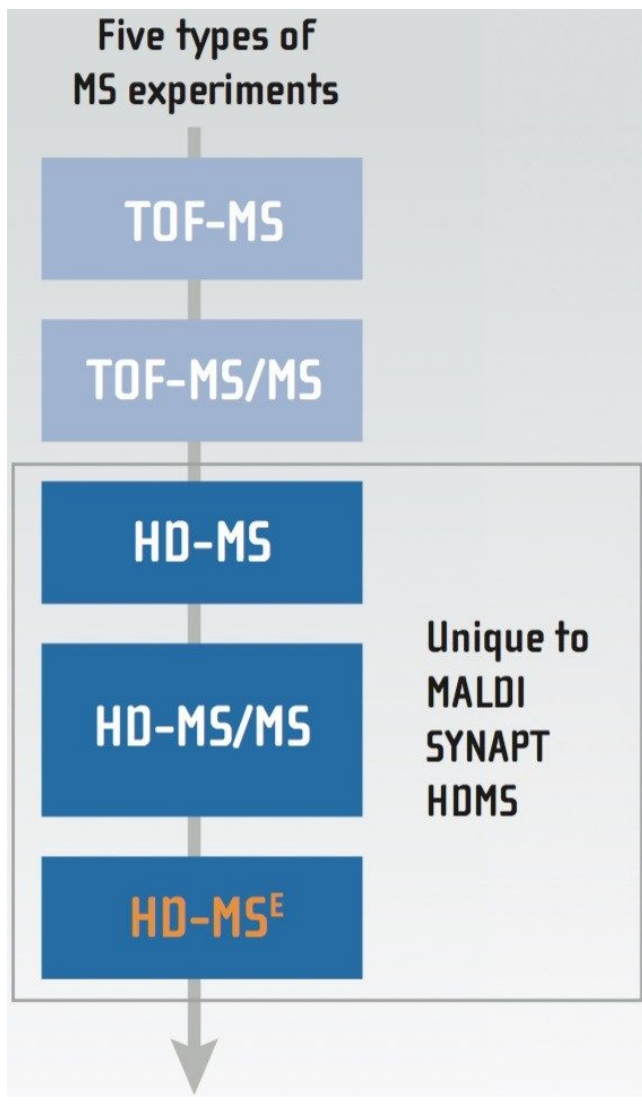 Five types of
MS experiments
TOF-MS
TOF-MS/MS
HD-MS
HD-MS/MS
Unique to
MALDI
SYNAPT
HDMS
HD-MSᴱ